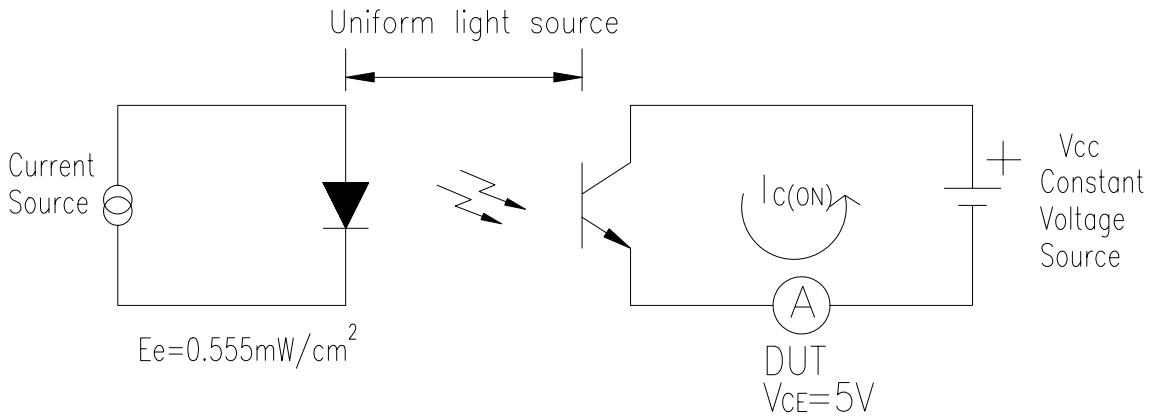 Uniform light source
Current
Source
Ee=0.555mW/cm²
IC(ON)
A
DUT
VCE=5V
+
Vcc
Constant
Voltage
Source